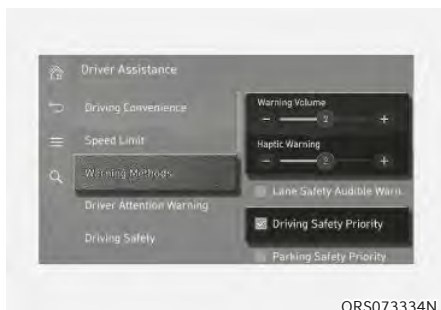 Driver Assistance
Driving Convenience
Speed Limit
Warning Methods
Driver Attention Warning
Driving Safety
Warning Volume
- 2 +
Haptic Warning
- 2 +
Lane Safety Audible Warn.
Driving Safety Priority
Parking Safety Priority
ORS073334N